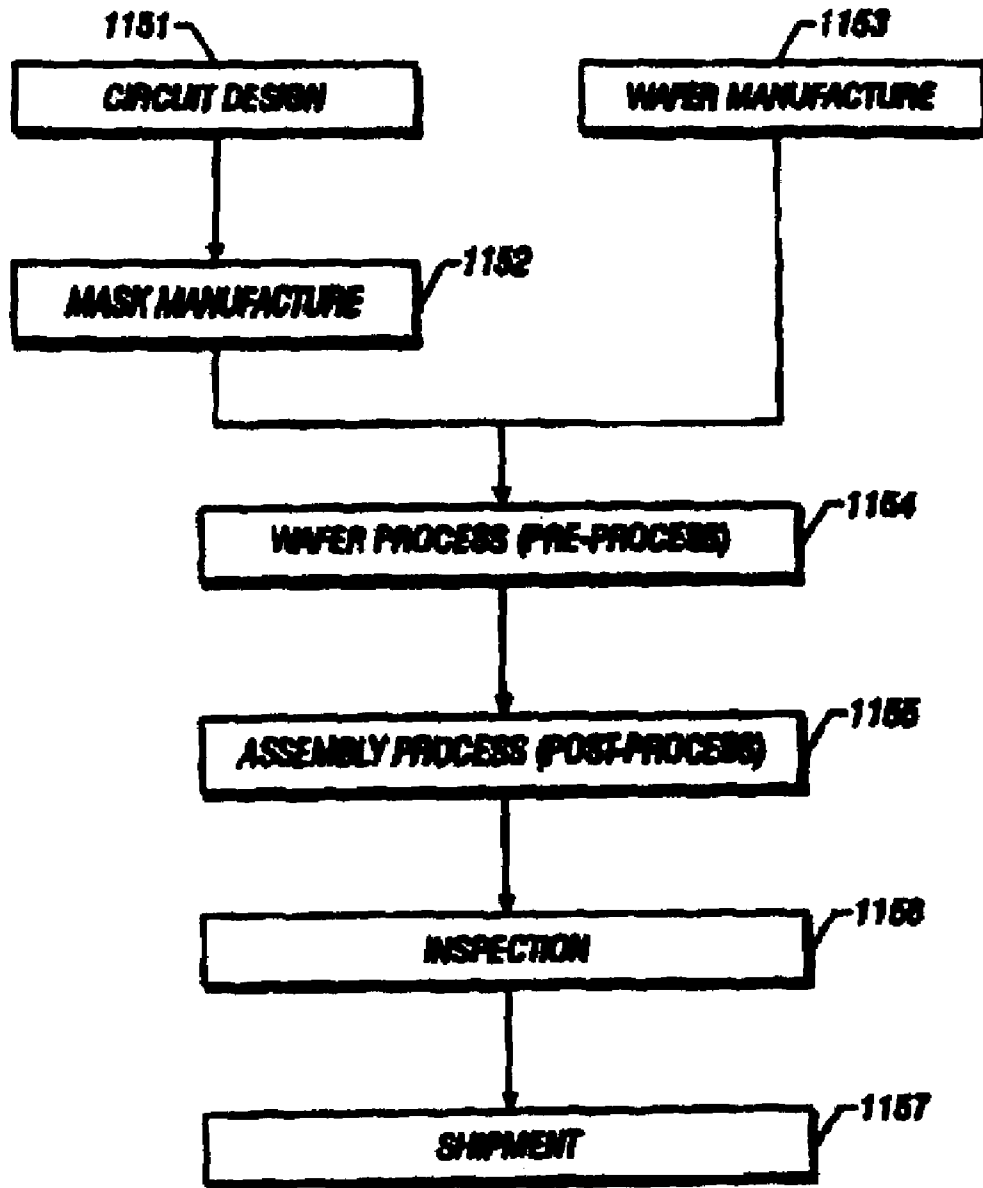 1151
1153
CIRCUIT DESIGN
WAFER MANUFACTURE
1152
MASK MANUFACTURE
1154
WAFER PROCESS (PRE-PROCESS)
1155
ASSEMBLY PROCESS (POST-PROCESS)
1156
INSPECTION
1157
SHIPMENT